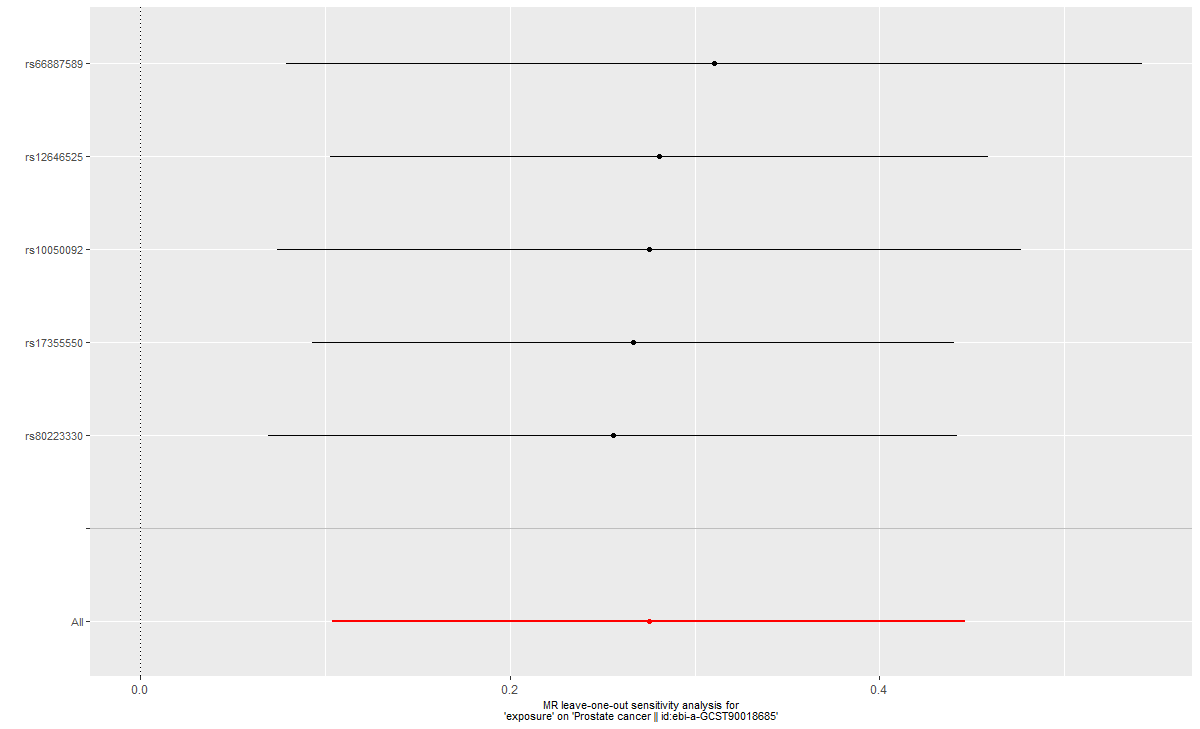 rs66887589
rs12646525
rs10050092
rs17355550
rs80223330
All
0.0 0.2 0.4
MR leave-one-out sensitivity analysis for
'exposure' on 'Prostate cancer || id:ebi-a-GCST90018685'